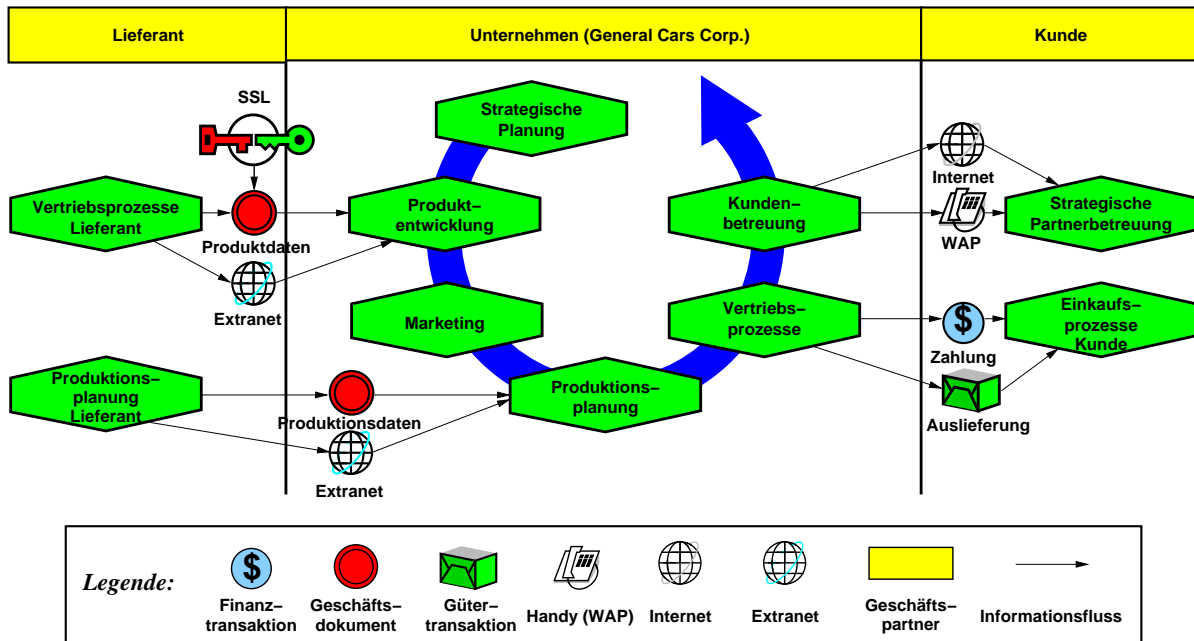 Lieferant
Unternehmen (General Cars Corp.)
Kunde
SSL
Strategische
Planung
Internet
Vertriebsprozesse
Lieferant
Produktdaten
Produkt–
entwicklung
Kunden–
betreuung
WAP
Strategische
Partnerbetreuung
Extranet
Marketing
Vertriebs–
prozesse
$
Zahlung
Einkaufs–
prozesse
Kunde
Produktions–
planung
Lieferant
Produktionsdaten
Produktions–
planung
Auslieferung
Extranet
Legende:
$
Finanz–
transaktion
Geschäfts–
dokument
Güter–
transaktion
Handy (WAP)
Internet
Extranet
Geschäfts–
partner
Informationsfluss